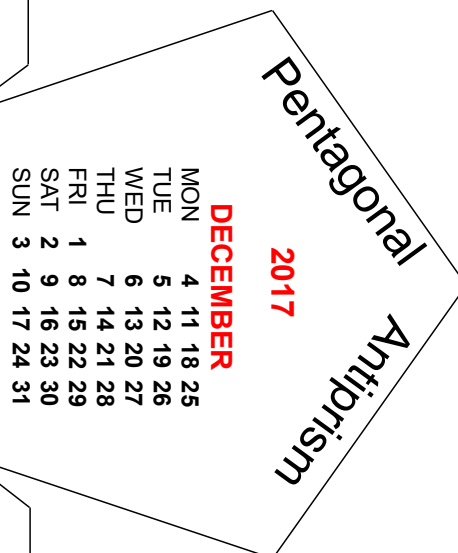 Pentagonal Antiprism
2017
DECEMBER
MON 4 11 18 25
TUE 5 12 19 26
WED 6 13 20 27
THU 7 14 21 28
FRI 1 8 15 22 29
SAT 2 9 16 23 30
SUN 3 10 17 24 31